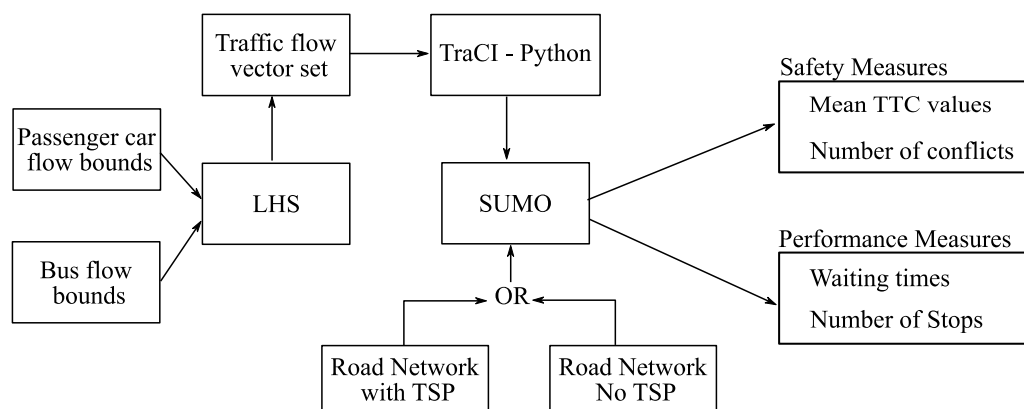 Traffic flow
vector set
TraCI - Python
Safety Measures
Mean TTC values
Number of conflicts
Passenger car
flow bounds
LHS
SUMO
Bus flow
bounds
Performance Measures
Waiting times
Number of Stops
OR
Road Network
with TSP
Road Network
No TSP